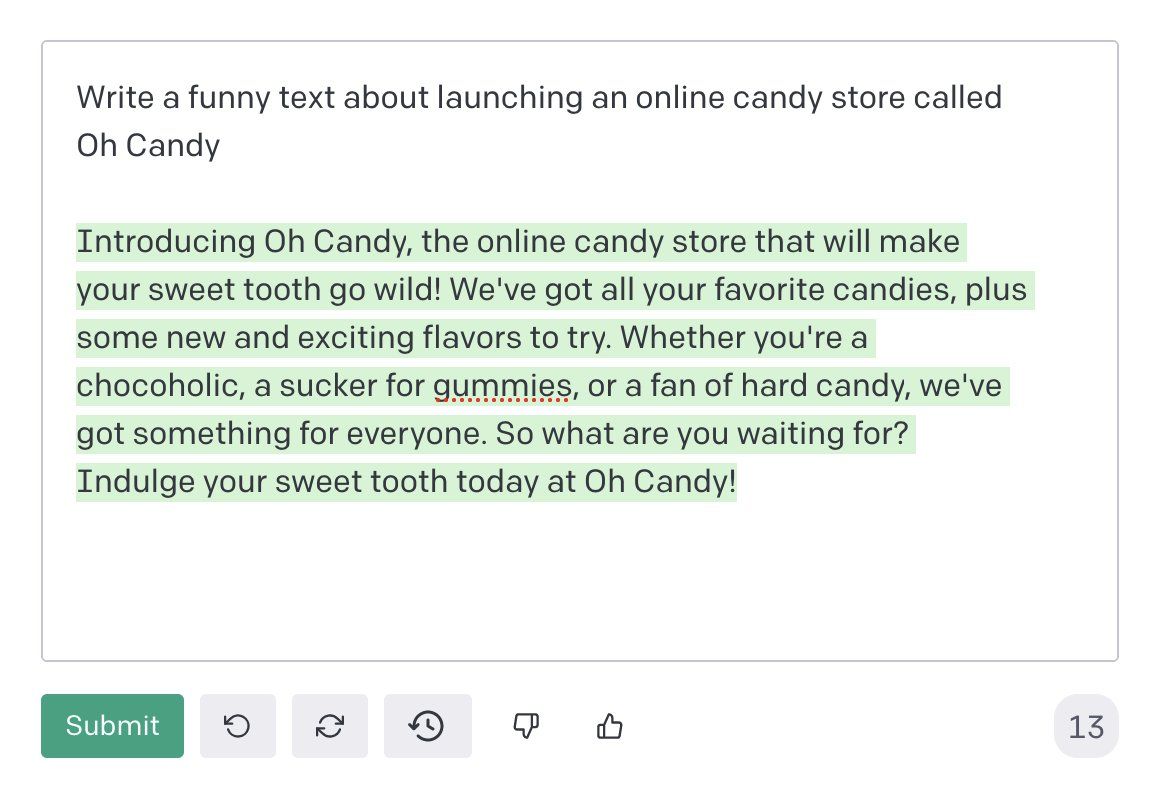 Write a funny text about launching an online candy store called
Oh Candy
Introducing Oh Candy, the online candy store that will make
your sweet tooth go wild! We've got all your favorite candies, plus
some new and exciting flavors to try. Whether you're a
chocoholic, a sucker for gummies, or a fan of hard candy, we've
got something for everyone. So what are you waiting for?
Indulge your sweet tooth today at Oh Candy!
Submit
13